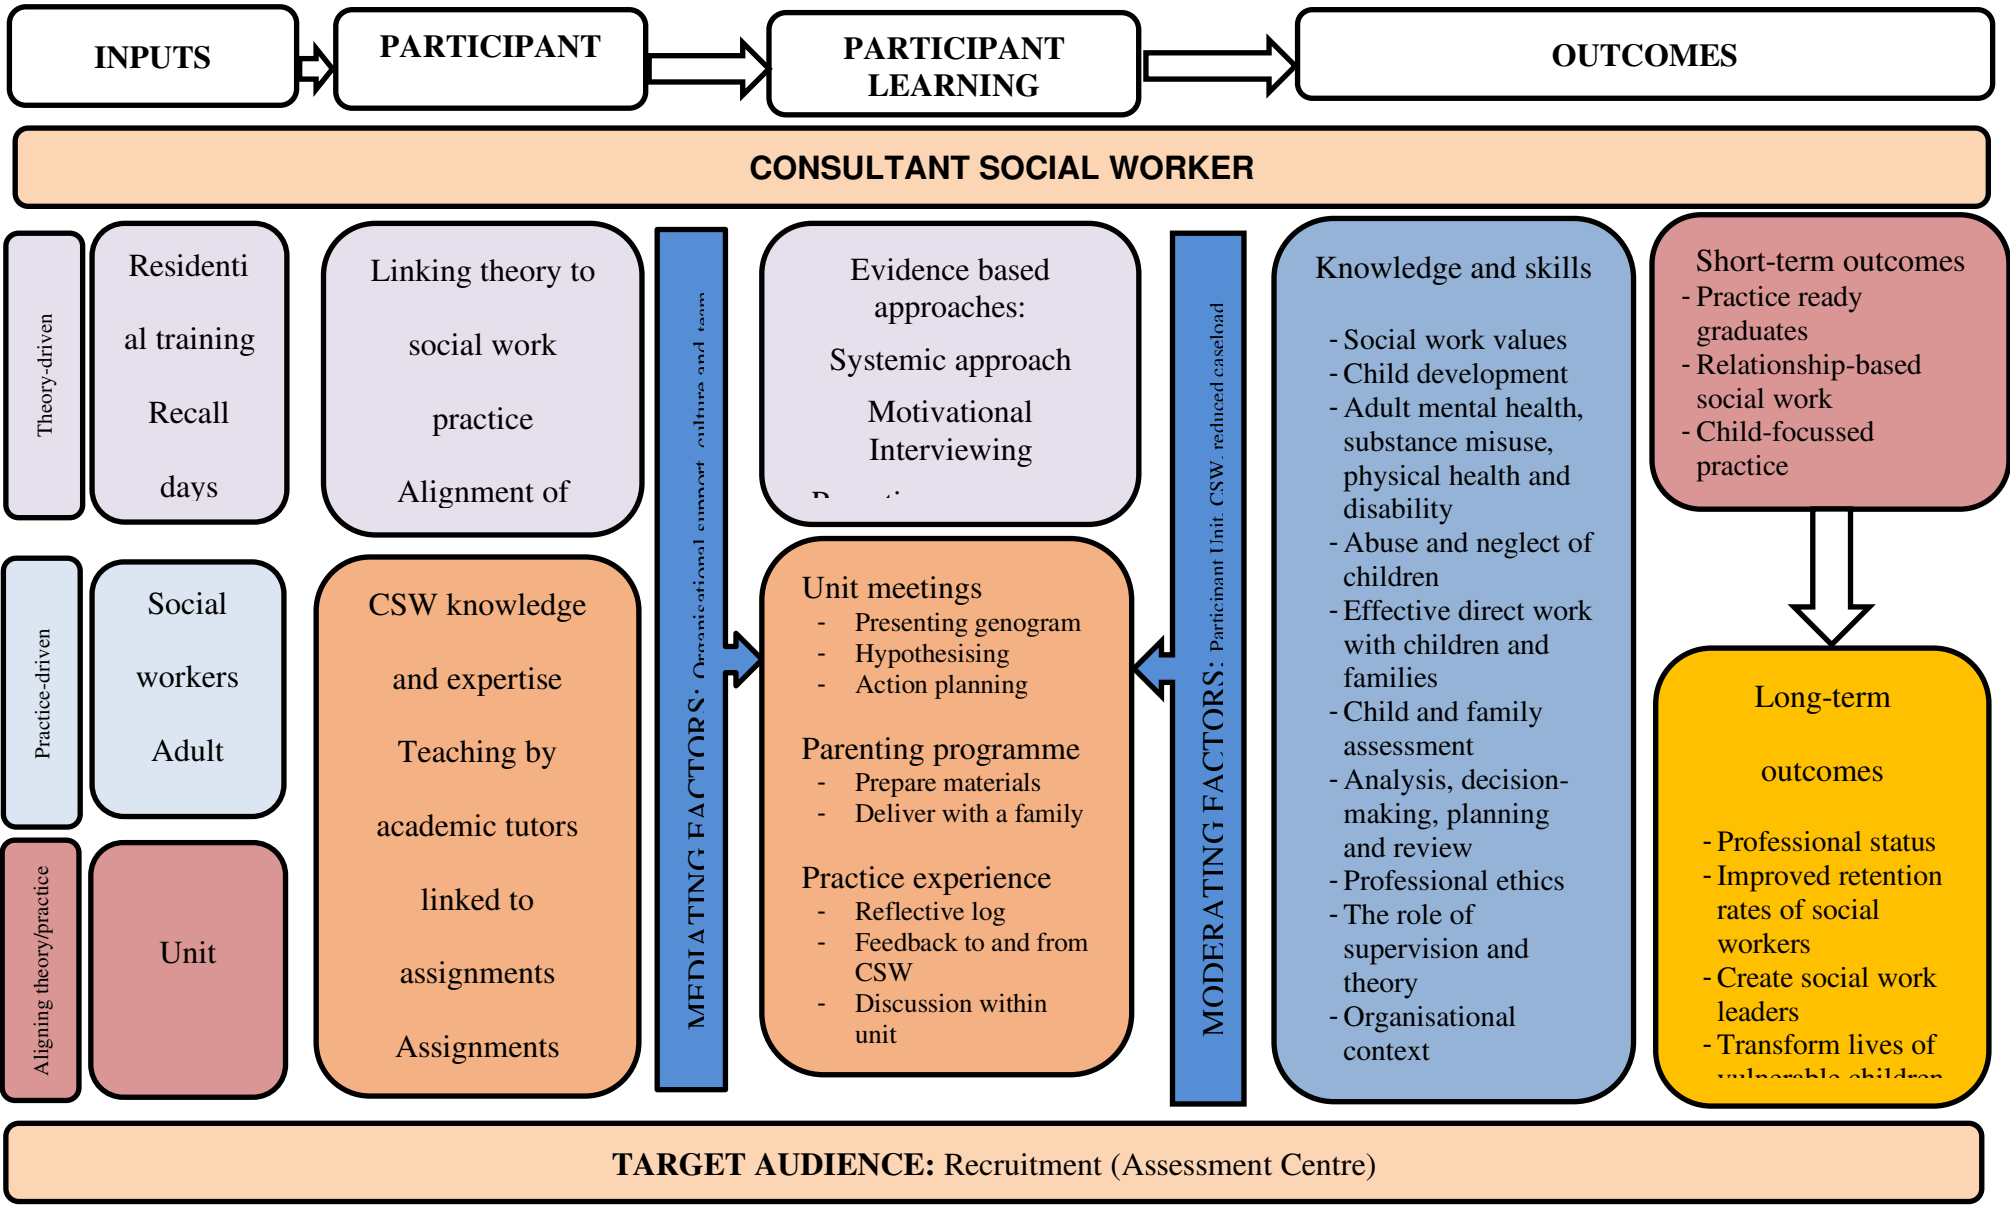 INPUTS
PARTICIPANT
PARTICIPANT
LEARNING
OUTCOMES
CONSULTANT SOCIAL WORKER
Theory-driven
Residenti
al training
Recall
days
Linking theory to
social work
practice
Alignment of
MEDIATING FACTORS: Organisational support, culture and team
Evidence based
approaches:
Systemic approach
Motivational
Interviewing
MODERATING FACTORS: Participant Unit, CSW, reduced caseload
Knowledge and skills
- Social work values
- Child development
- Adult mental health,
substance misuse,
physical health and
disability
- Abuse and neglect of
children
- Effective direct work
with children and
families
- Child and family
assessment
- Analysis, decision-
making, planning
and review
- Professional ethics
- The role of
supervision and
theory
- Organisational
context
Short-term outcomes
- Practice ready
graduates
- Relationship-based
social work
- Child-focussed
practice
Practice-driven
Social
workers
Adult
CSW knowledge
and expertise
Teaching by
academic tutors
linked to
assignments
Assignments
Unit meetings
- Presenting genogram
- Hypothesising
- Action planning
Parenting programme
- Prepare materials
- Deliver with a family
Practice experience
- Reflective log
- Feedback to and from
CSW
- Discussion within
unit
Long-term
outcomes
- Professional status
- Improved retention
rates of social
workers
- Create social work
leaders
- Transform lives of
vulnerable children
Aligning theory/practice
Unit
TARGET AUDIENCE: Recruitment (Assessment Centre)